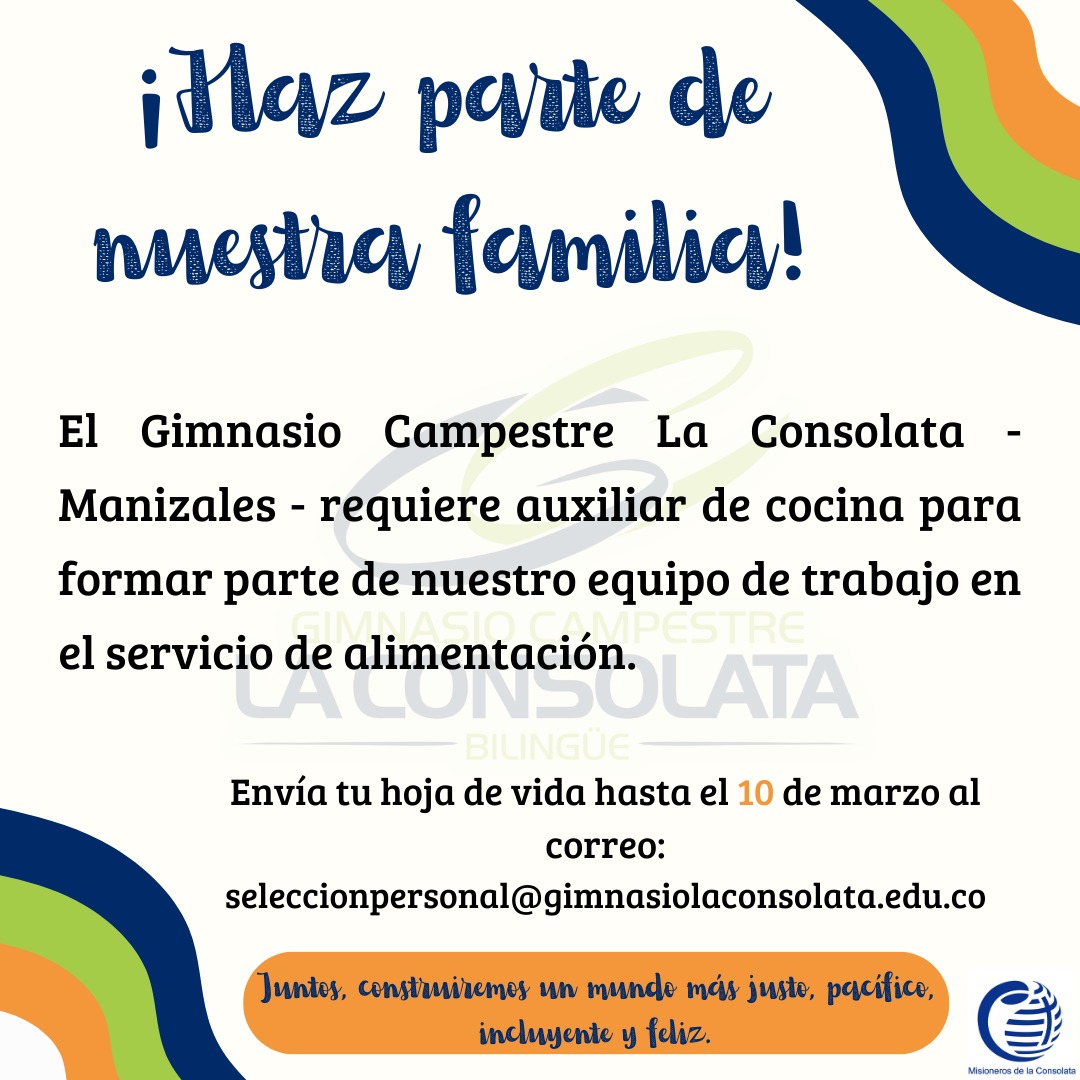 ¡Haz parte de
nuestra familia!
El Gimnasio Campestre La Consolata -
Manizales - requiere auxiliar de cocina para
formar parte de nuestro equipo de trabajo en
el servicio de alimentación.
GIMNASIO CAMPESTRE
LA CONSOLATA
BILINGÜE
Envía tu hoja de vida hasta el 10 de marzo al
correo:
seleccionpersonal@gimnasiolaconsolata.edu.co
Juntos, construiremos un mundo más justo, pacífico,
incluyente y feliz.
Misioneros de la Consolata